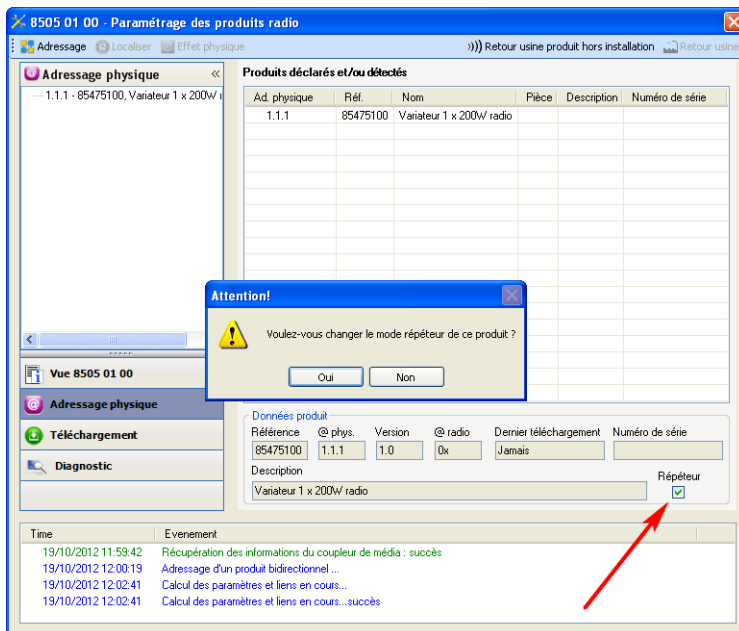 8505 01 00 - Paramétrage des produits radio
Adressage Localiser Effet physique ))) Retour usine produit hors installation Retour usine
Adressage physique «
1.1.1 - 85475100, Variateur 1 x 200W r
Produits déclarés et/ou détectés
Ad. physique Réf. Nom Pièce Description Numéro de série
1.1.1 85475100 Variateur 1 x 200W radio
Attention!
Voulez-vous changer le mode répéteur de ce produit ?
Oui Non
Vue 8505 01 00
Adressage physique
Téléchargement
Diagnostic
Données produit
Référence @ phys. Version @ radio Dernier téléchargement Numéro de série
85475100 1.1.1 1.0 0x Jamais
Description
Variateur 1 x 200W radio
Répéteur
Time Evenement
19/10/2012 11:59:42 Récupération des informations du coupleur de média : succès
19/10/2012 12:00:19 Adressage d'un produit bidirectionnel ...
19/10/2012 12:02:41 Calcul des paramètres et liens en cours...
19/10/2012 12:02:41 Calcul des paramètres et liens en cours...succès